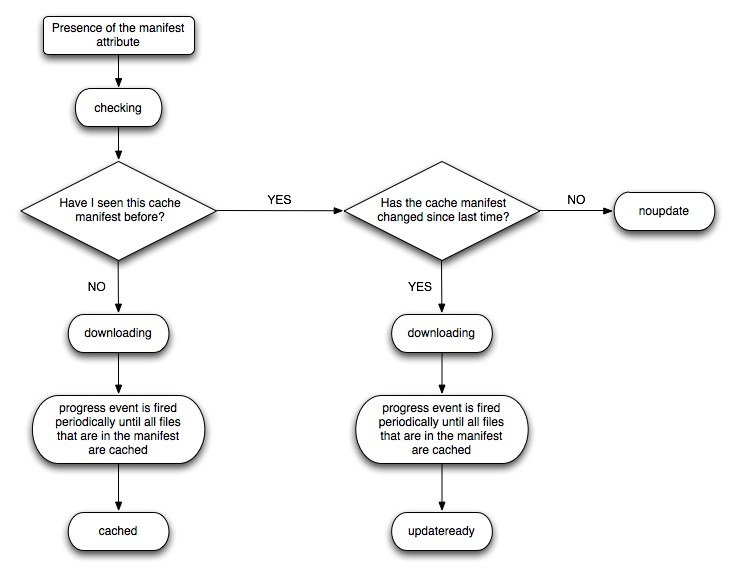 Presence of the manifest
attribute
checking
Have I seen this cache
manifest before?
YES
Has the cache manifest
changed since last time?
NO
noupdate
NO
YES
downloading
downloading
progress event is fired
periodically until all files
that are in the manifest
are cached
progress event is fired
periodically until all files
that are in the manifest
are cached
cached
updateready